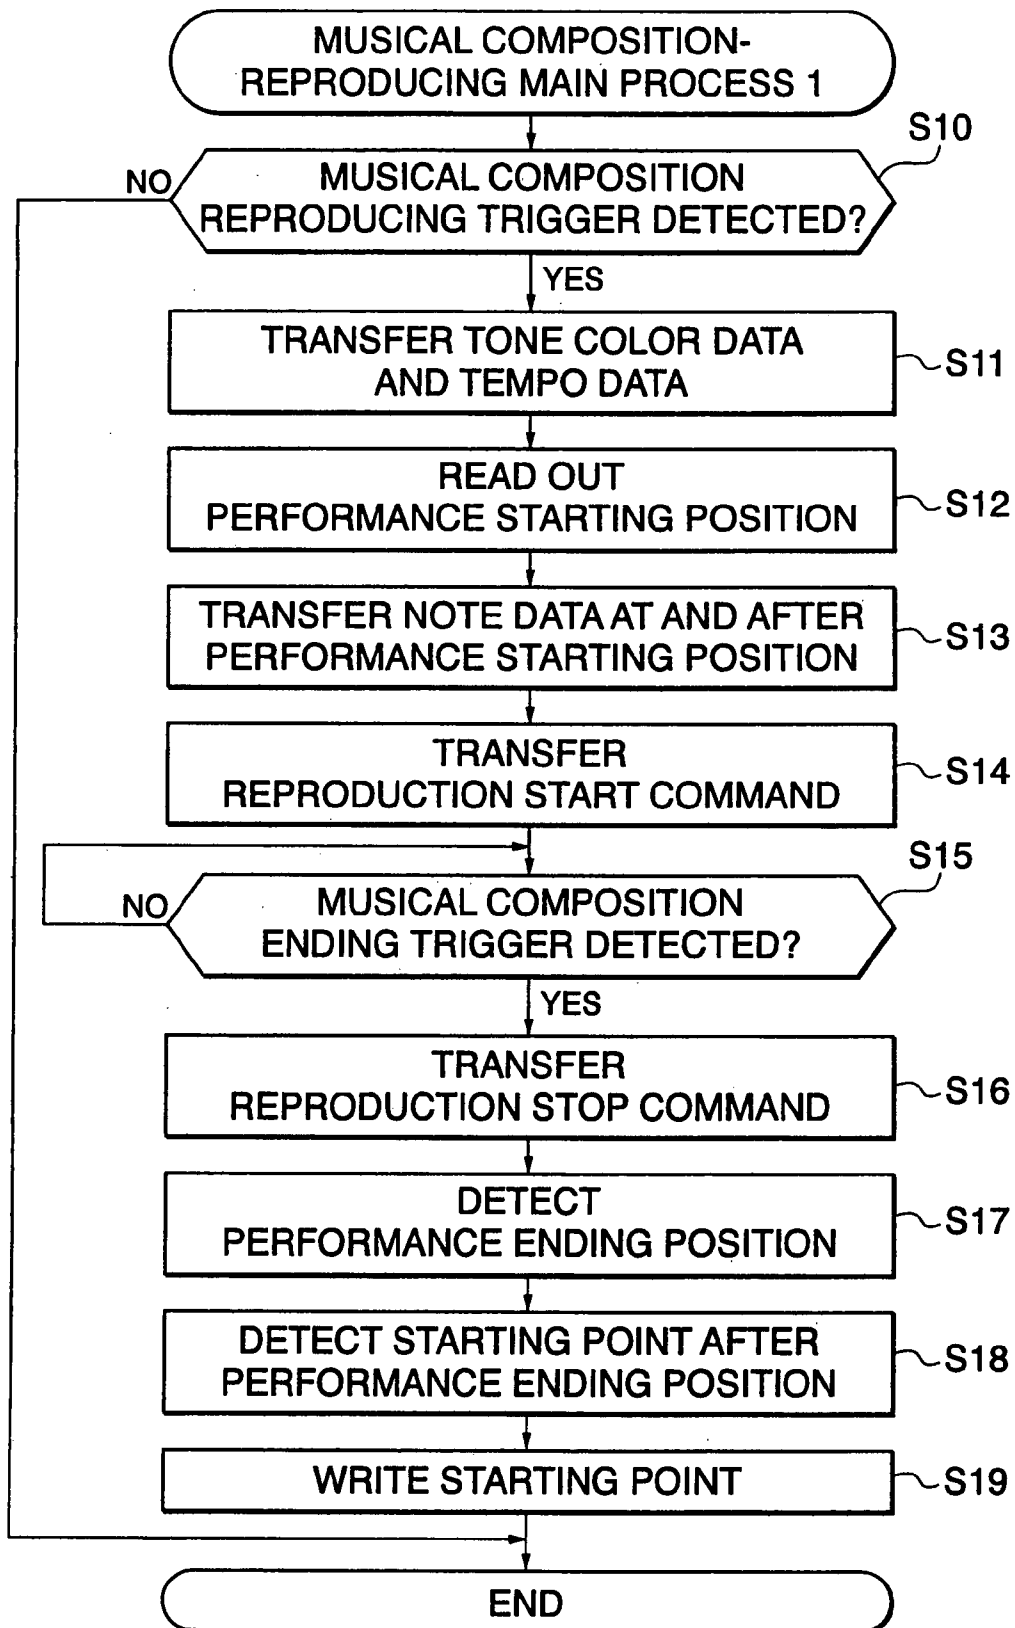 MUSICAL COMPOSITION-
REPRODUCING MAIN PROCESS 1
S10
NO
MUSICAL COMPOSITION
REPRODUCING TRIGGER DETECTED?
YES
TRANSFER TONE COLOR DATA
AND TEMPO DATA
S11
READ OUT
PERFORMANCE STARTING POSITION
S12
TRANSFER NOTE DATA AT AND AFTER
PERFORMANCE STARTING POSITION
S13
TRANSFER
REPRODUCTION START COMMAND
S14
S15
NO
MUSICAL COMPOSITION
ENDING TRIGGER DETECTED?
YES
TRANSFER
REPRODUCTION STOP COMMAND
S16
DETECT
PERFORMANCE ENDING POSITION
S17
DETECT STARTING POINT AFTER
PERFORMANCE ENDING POSITION
S18
WRITE STARTING POINT
S19
END